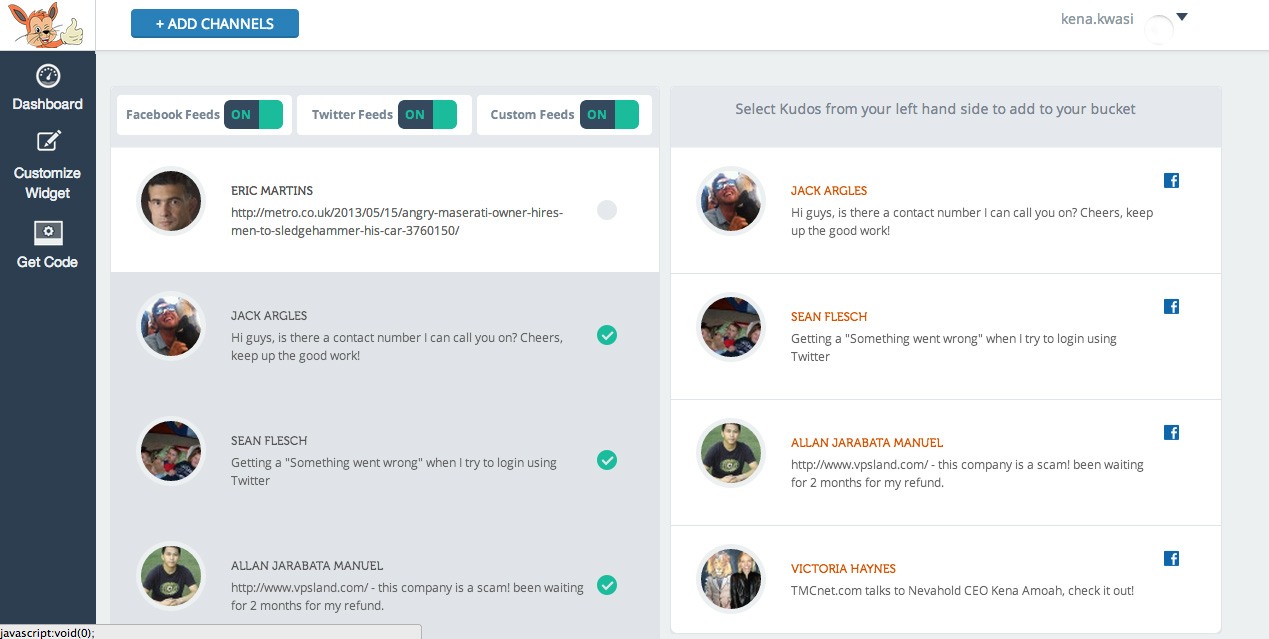 + ADD CHANNELS
kena.kwasi
Dashboard
Customize
Widget
Get Code
Facebook Feeds ON
Twitter Feeds ON
Custom Feeds ON
ERIC MARTINS
http://metro.co.uk/2013/05/15/angry-maserati-owner-hires-
men-to-sledgehammer-his-car-3760150/
JACK ARGLES
Hi guys, is there a contact number I can call you on? Cheers,
keep up the good work!
SEAN FLESCH
Getting a "Something went wrong" when I try to login using
Twitter
ALLAN JARABATA MANUEL
http://www.vpsland.com/ - this company is a scam! been waiting
for 2 months for my refund.
Select Kudos from your left hand side to add to your bucket
JACK ARGLES
Hi guys, is there a contact number I can call you on? Cheers, keep
up the good work!
SEAN FLESCH
Getting a "Something went wrong" when I try to login using
Twitter
ALLAN JARABATA MANUEL
http://www.vpsland.com/ - this company is a scam! been waiting
for 2 months for my refund.
VICTORIA HAYNES
TMCnet.com talks to Nevahold CEO Kena Amoah, check it out!
javascript:void(0);